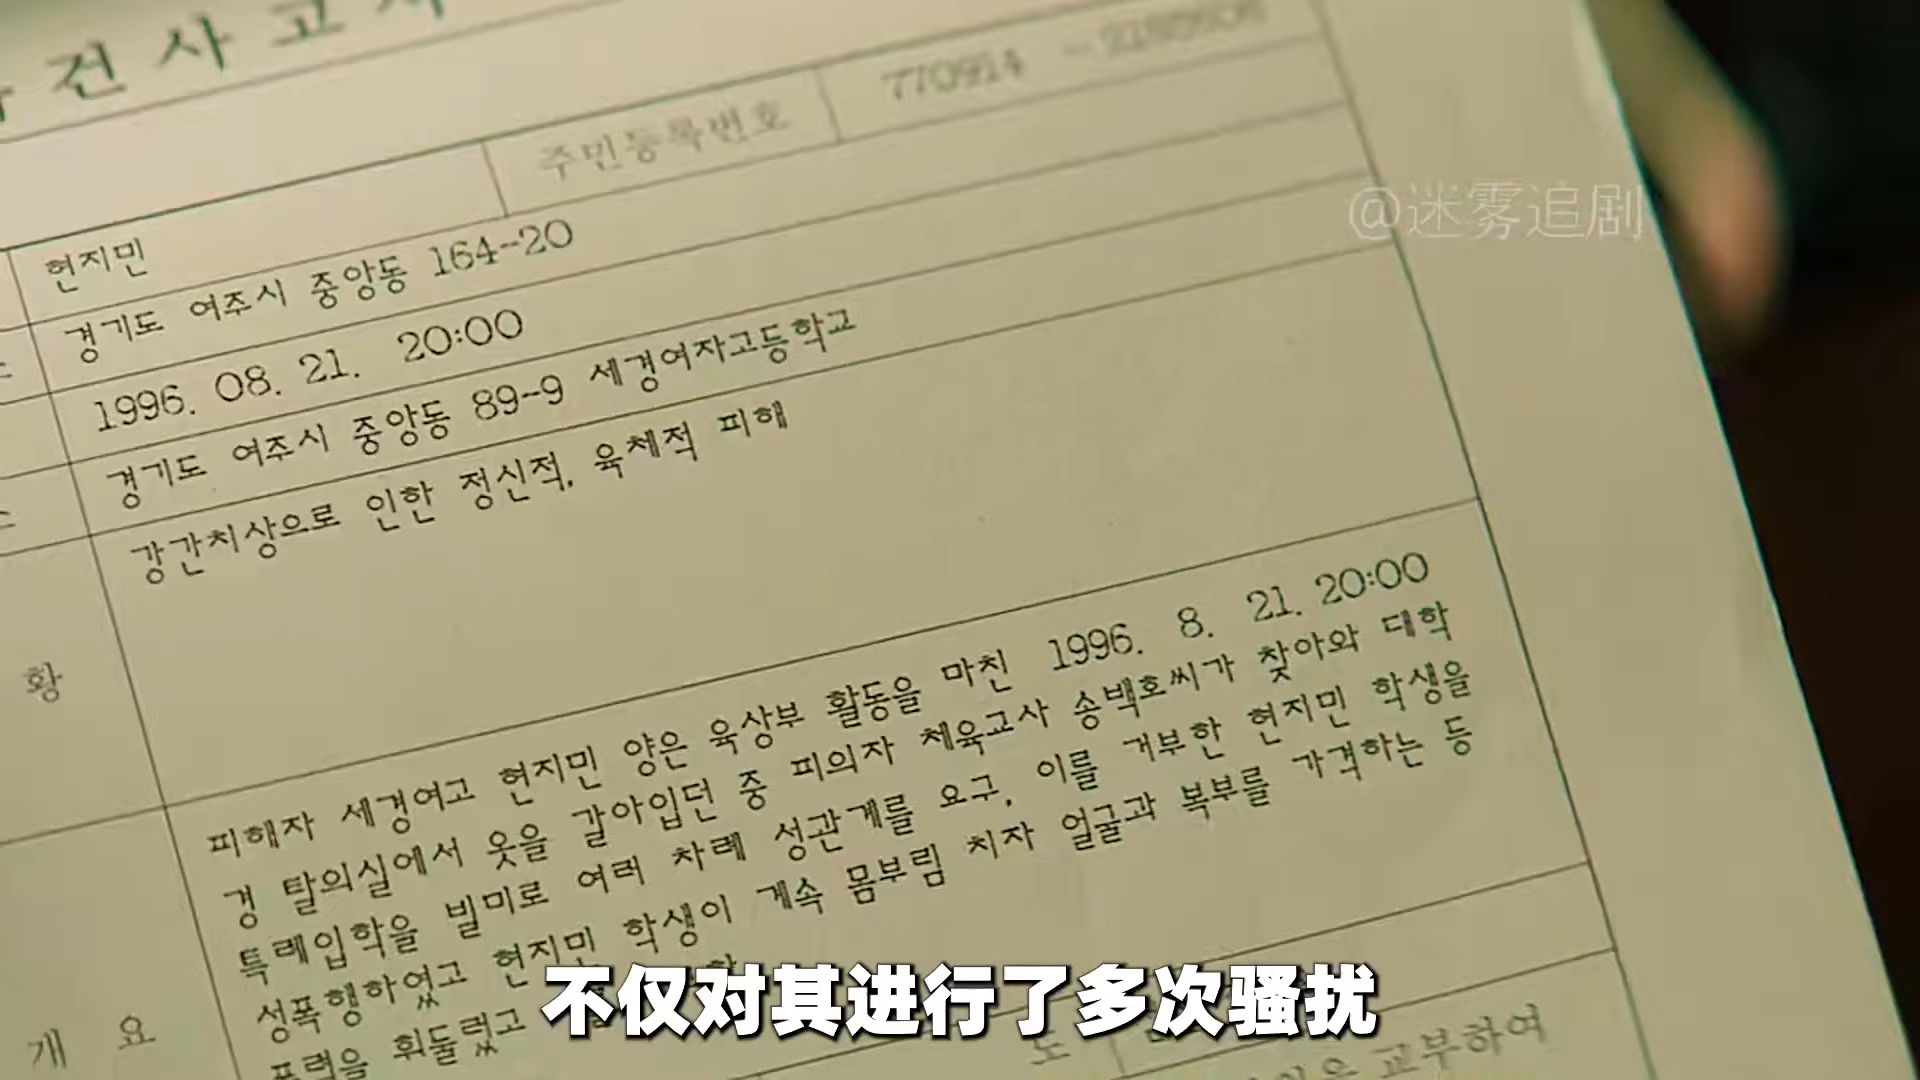 건사고사
주민등록번호 770914 -
@迷雾追剧
현지민
경기도 여주시 중앙동 164-20
1996. 08. 21. 20:00
경기도 여주시 중앙동 89-9 세경여자고등학교
강간치상으로 인한 정신적, 육체적 피해
황
피해자 세경여고 현지민 양은 육상부 활동을 마친 1996. 8. 21. 20:00
경 탈의실에서 옷을 갈아입던 중 피의자 체육교사 송백호씨가 찾아와 대학
특례입학을 빌미로 여러 차례 성관계를 요구, 이를 거부한 현지민 학생을
성폭행하였고 현지민 학생이 계속 몸부림 치자 얼굴과 복부를 가격하는 등
폭력을 휘둘렀고
개 요
不仅对其进行了多次骚扰
도
교부하여